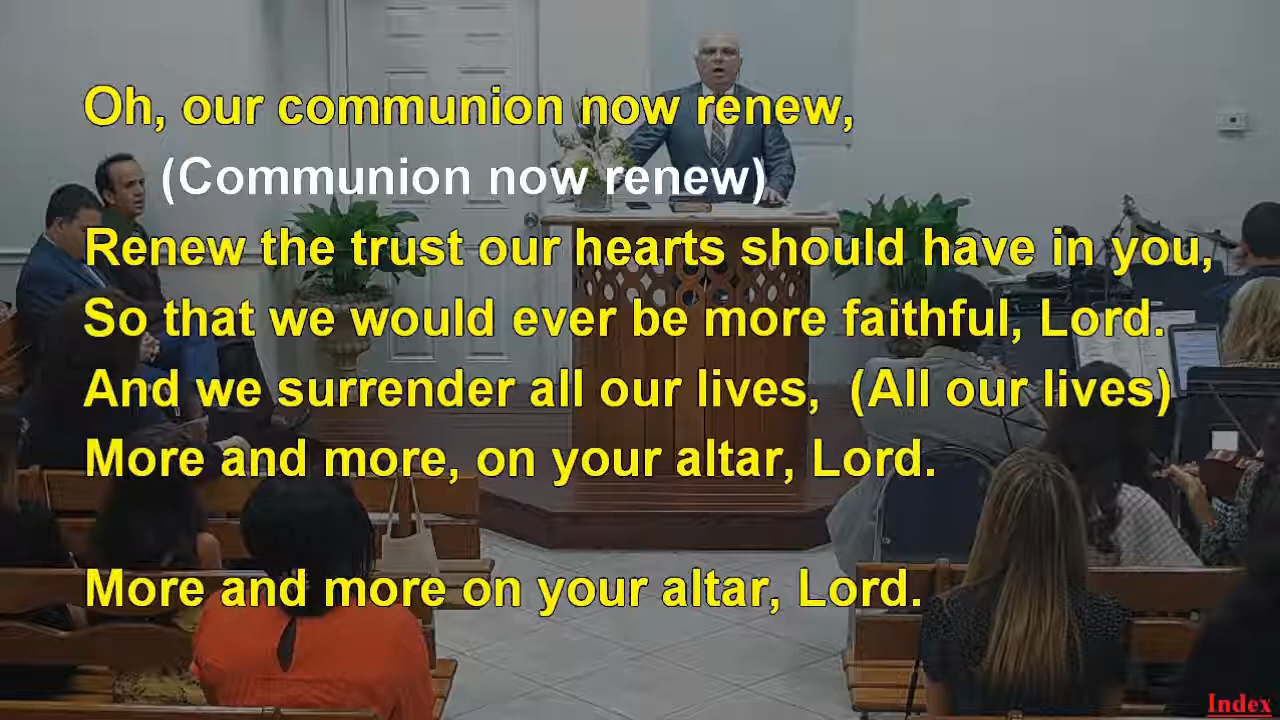 Oh, our communion now renew,
(Communion now renew)
Renew the trust our hearts should have in you,
So that we would ever be more faithful, Lord.
And we surrender all our lives, (All our lives)
More and more, on your altar, Lord.
More and more on your altar, Lord.
Index